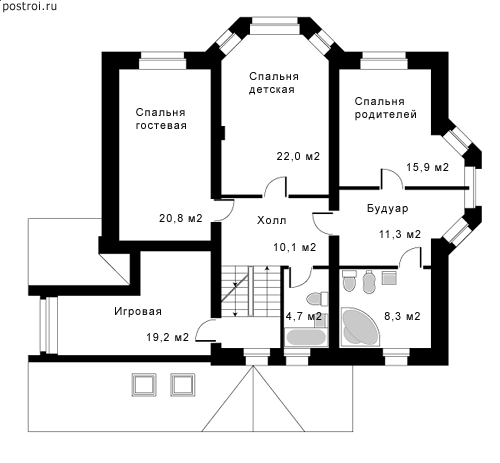 postroi.ru
Спальня
детская
22,0 м2
Спальня
гостевая
20,8 м2
Спальня
родителей
15,9 м2
Холл
10,1 м2
Будуар
11,3 м2
Игровая
19,2 м2
4,7 м2
8,3 м2